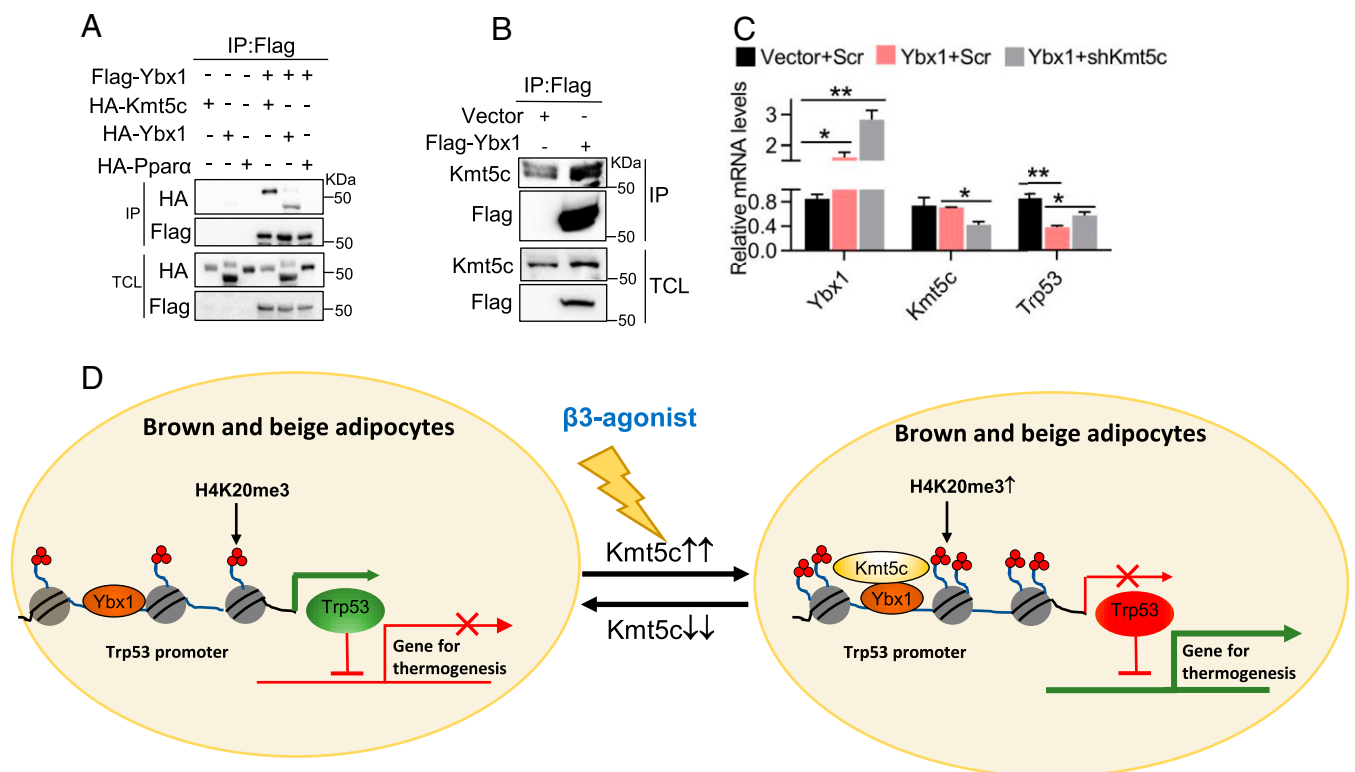 A
IP:Flag
Flag-Ybx1 - - - + + +
HA-Kmt5c + - - + - -
HA-Ybx1 - + - - + -
HA-Pparα - - + - - +
KDa
IP
HA
50
Flag
50
TCL
HA
50
Flag
50
B
IP:Flag
Vector + -
Flag-Ybx1 - +
KDa
Kmt5c
50
IP
Flag
50
Kmt5c
TCL
Flag
50
C
Vector+Scr Ybx1+Scr Ybx1+shKmt5c
Relative mRNA levels
3
2
0.8
0.4
0.0
**
*
*
**
*
Ybx1 Kmt5c Trp53
D
Brown and beige adipocytes
H4K20me3
Ybx1
Trp53
Trp53 promoter
Gene for
thermogenesis
β3-agonist
Kmt5c↑↑
Kmt5c↓↓
Brown and beige adipocytes
H4K20me3↑
Kmt5c
Ybx1
Trp53
Trp53 promoter
Gene for
thermogenesis